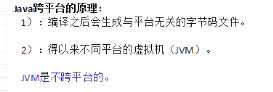 Java跨平台的原理：
1）：编译之后会生成与平台无关的字节码文件。
2）：得以来不同平台的虚拟机（JVM）。
JVM是不跨平台的。